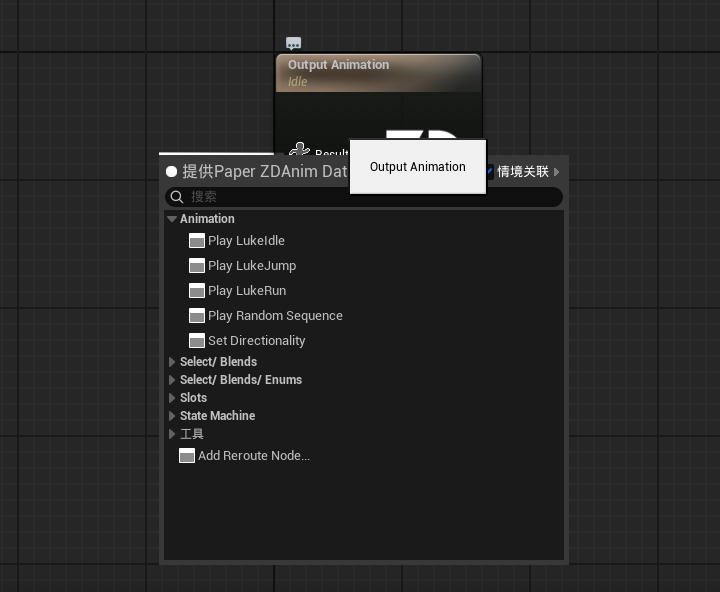 Output Animation
Idle
Result
Output Animation
提供Paper ZDAnim Dat
情境关联
搜索
Animation
Play LukeIdle
Play LukeJump
Play LukeRun
Play Random Sequence
Set Directionality
Select/ Blends
Select/ Blends/ Enums
Slots
State Machine
工具
Add Reroute Node...